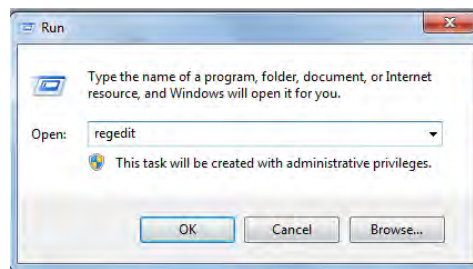 Run
Type the name of a program, folder, document, or Internet
resource, and Windows will open it for you.
Open: regedit
This task will be created with administrative privileges.
OK Cancel Browse...